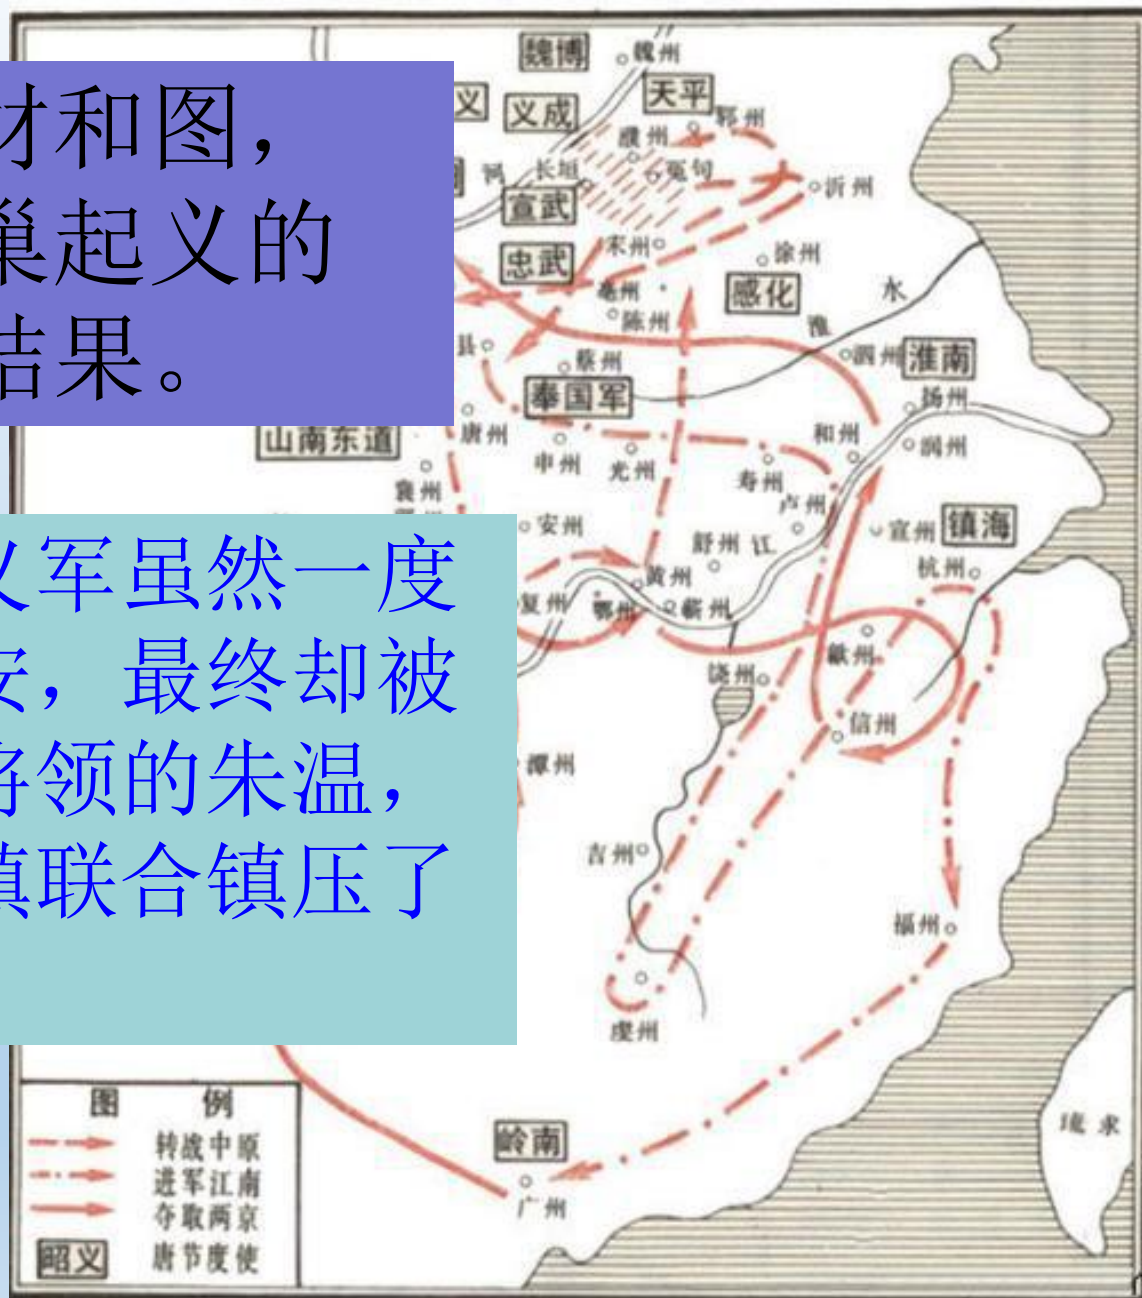 材和图，
巢起义的
结果。
义军虽然一度
安，最终却被
将领的朱温，
镇联合镇压了
魏博
魏州
义
义成
天平
郓州
濮州
河
长垣
冤句
沂州
宣武
宋州
忠武
徐州
感化
水
亳州
陈州
淮
县
泗州
淮南
蔡州
奉国军
扬州
山南东道
唐州
和州
润州
申州
光州
寿州
襄州
卢州
安州
宣州
镇海
舒州
江
杭州
黄州
复州
鄂州
蕲州
歙州
饶州
信州
潭州
吉州
福州
虔州
岭南
广州
琉求
图例
转战中原
进军江南
夺取两京
昭义
唐节度使